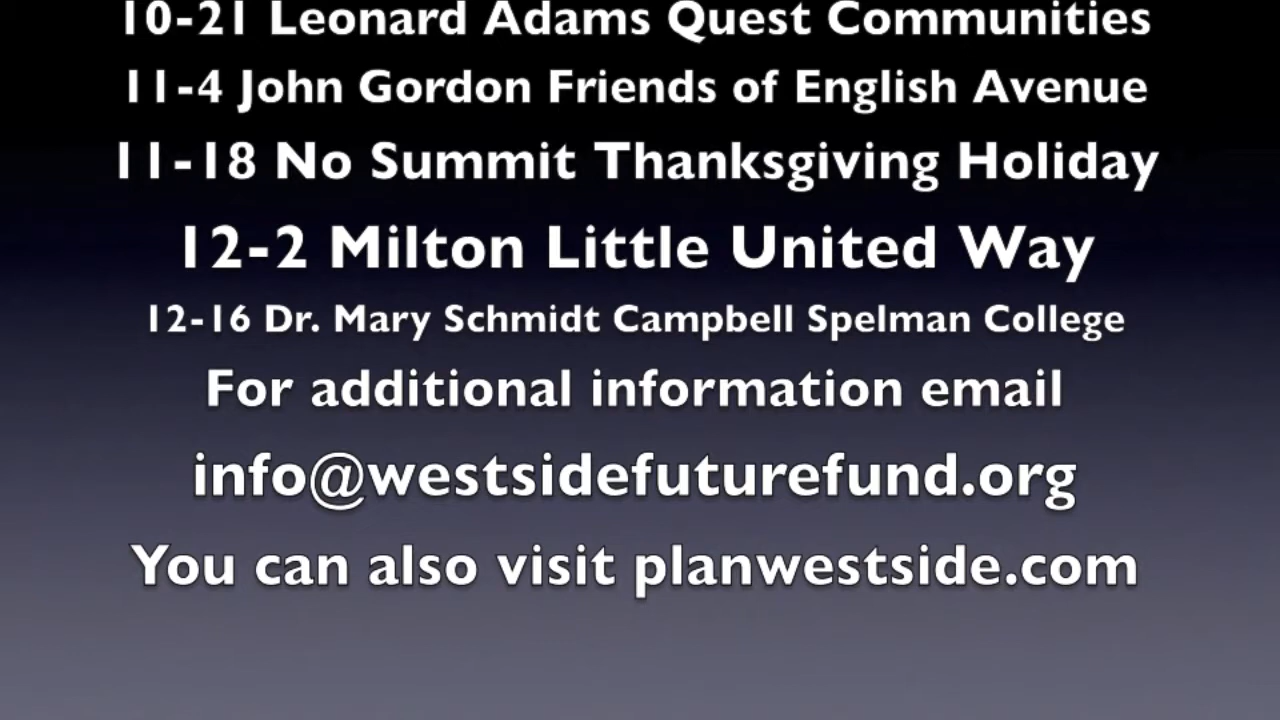 10-21 Leonard Adams Quest Communities
11-4 John Gordon Friends of English Avenue
11-18 No Summit Thanksgiving Holiday
12-2 Milton Little United Way
12-16 Dr. Mary Schmidt Campbell Spelman College
For additional information email
info@westsidefuturefund.org
You can also visit planwestside.com